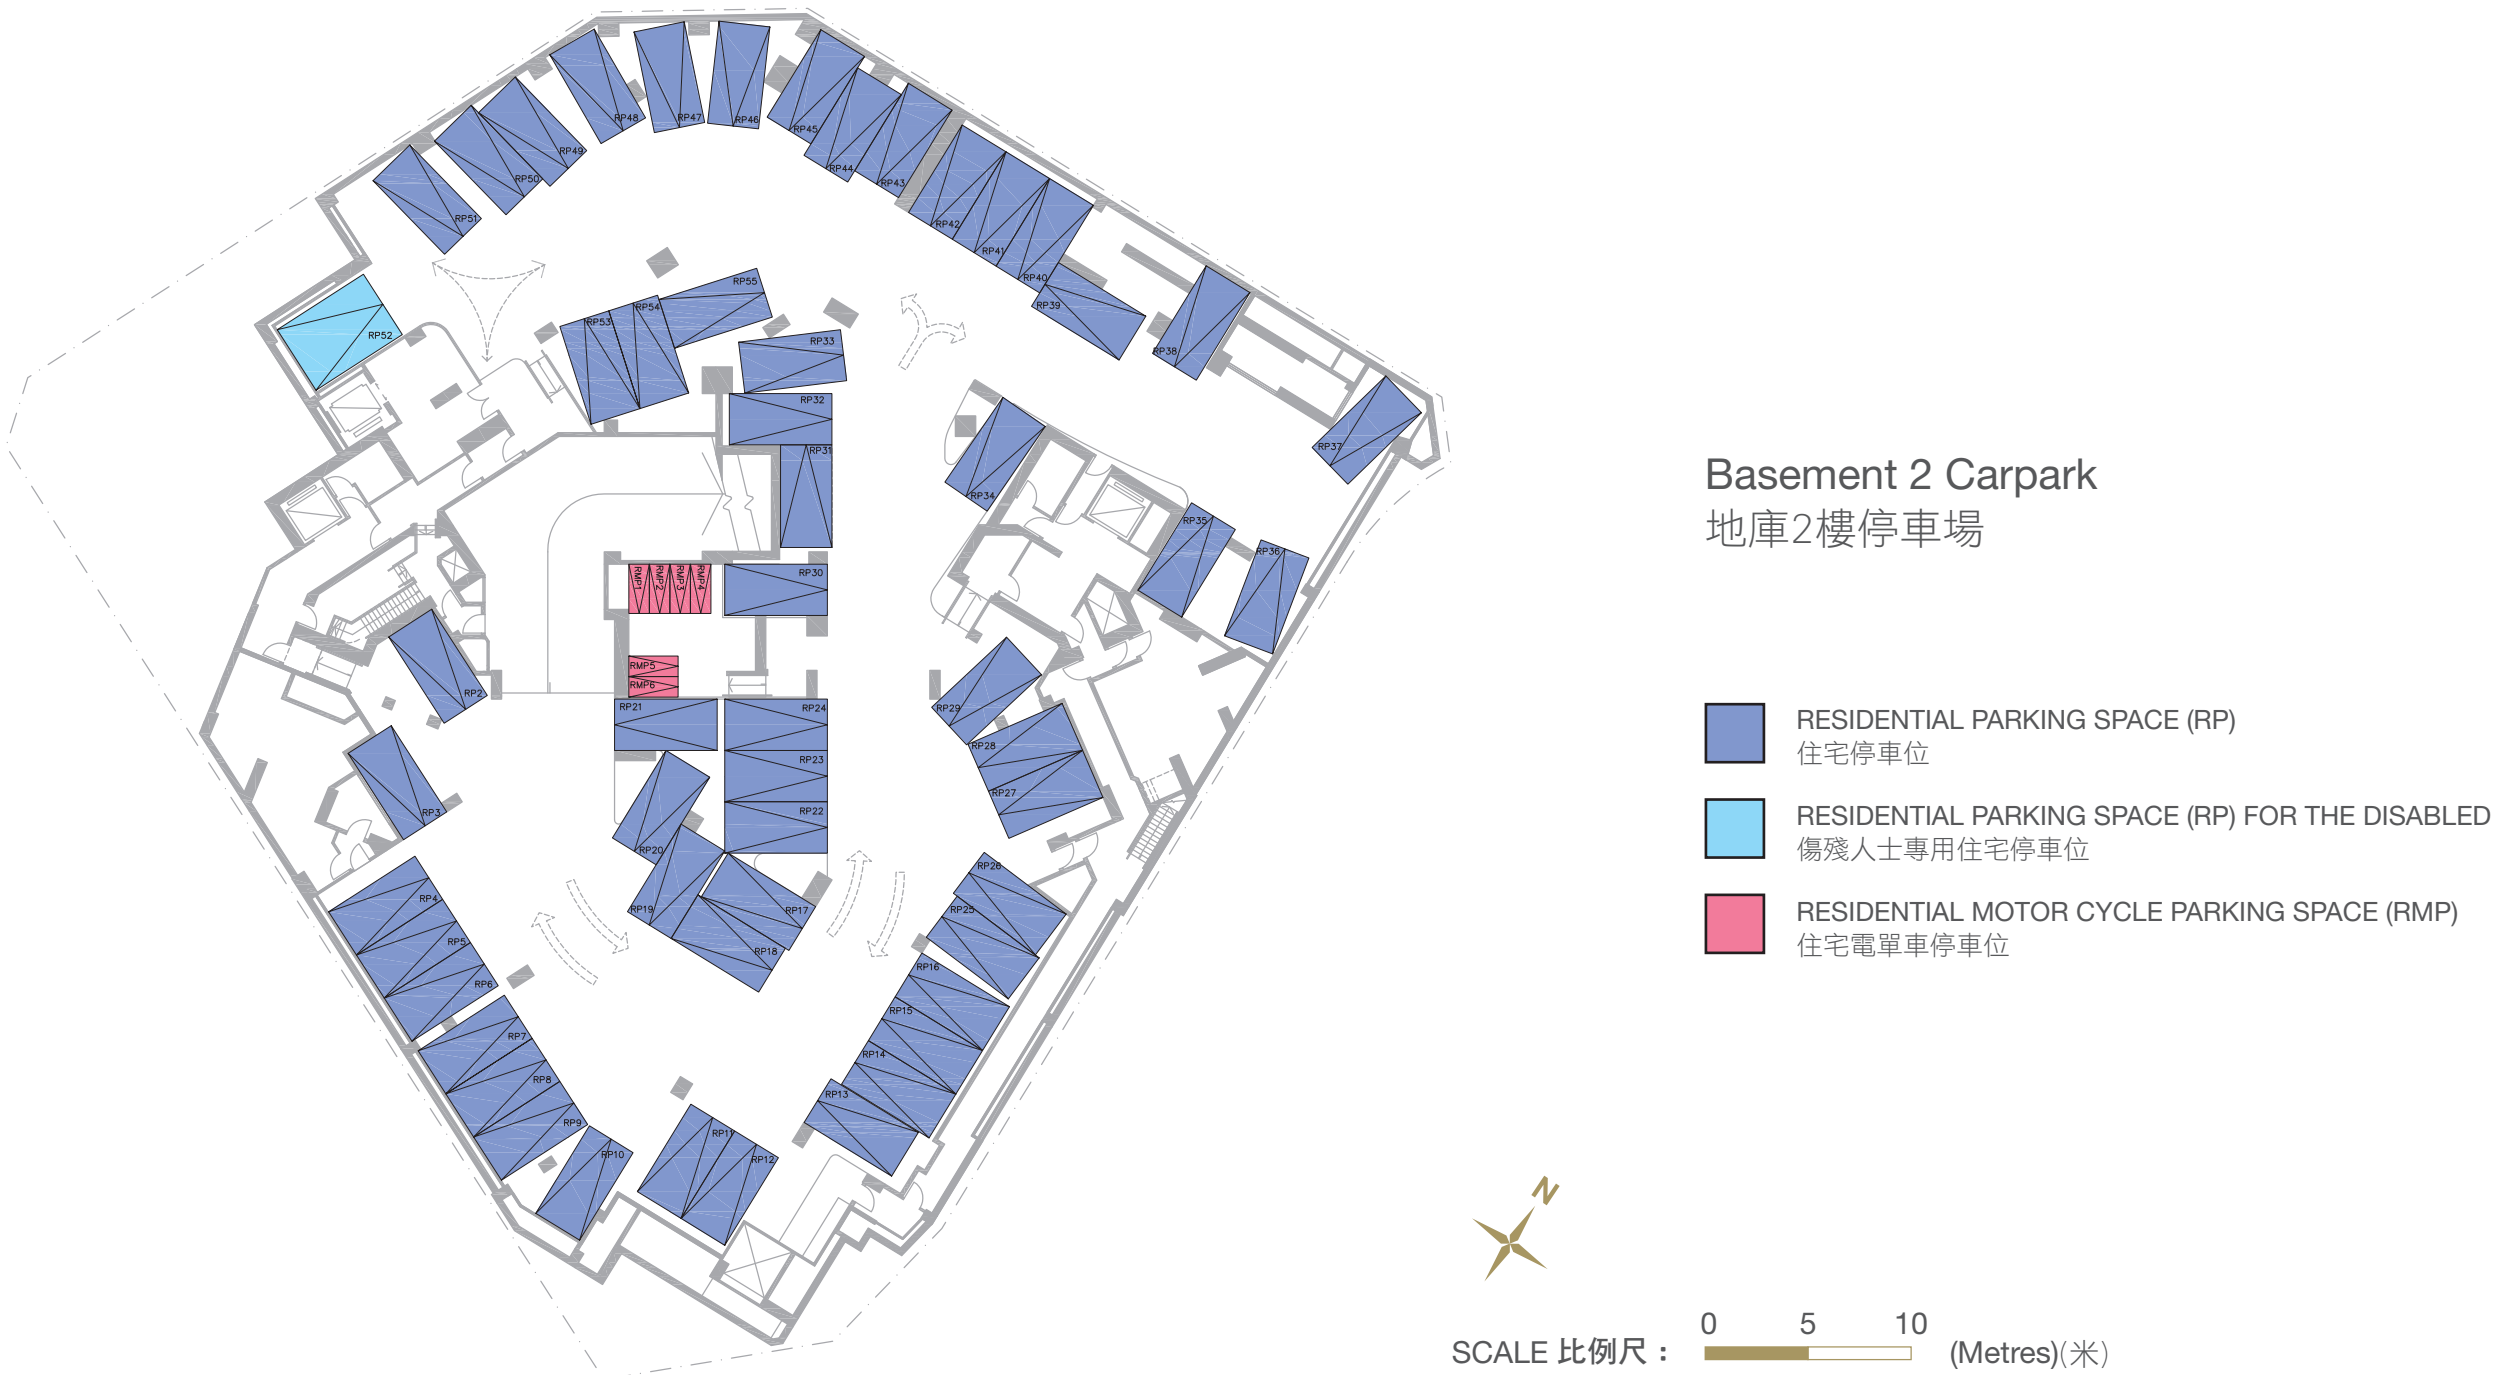 RP48
RP47
RP46
RP45
RP49
RP50
RP44
RP43
RP51
RP42
RP41
RP40
RP39
RP55
RP54
RP53
RP52
RP33
RP38
RP32
RP31
RP37
RP34
RP35
RP36
RMP1
RMP2
RMP3
RMP4
RP30
RMP5
RMP6
RP2
RP21
RP24
RP29
RP28
RP23
RP27
RP22
RP3
RP20
RP26
RP4
RP19
RP17
RP25
RP5
RP18
RP16
RP6
RP15
RP7
RP14
RP8
RP13
RP9
RP11
RP10
RP12
Basement 2 Carpark
地庫2樓停車場
RESIDENTIAL PARKING SPACE (RP)
住宅停車位
RESIDENTIAL PARKING SPACE (RP) FOR THE DISABLED
傷殘人士專用住宅停車位
RESIDENTIAL MOTOR CYCLE PARKING SPACE (RMP)
住宅電單車停車位
N
0 5 10
SCALE 比例尺： (Metres)(米)